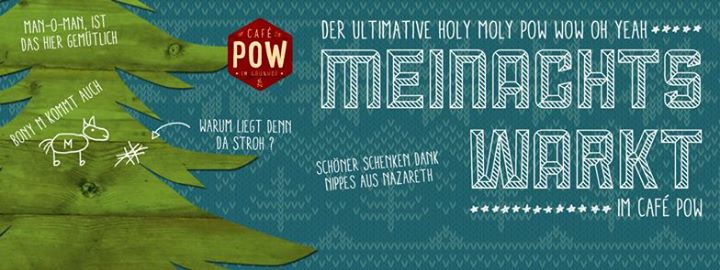 MAN-O-MAN, IST
DAS HIER GEMÜTLICH
BONY M KOMMT AUCH
M
WARUM LIEGT DENN
DA STROH ?
CAFÉ
POW
IM GRÜNHOF
DER ULTIMATIVE HOLY MOLY POW WOW OH YEAH
MEINACHTS
WARKT
SCHÖNER SCHENKEN DANK
NIPPES AUS NAZARETH
IM CAFÉ POW